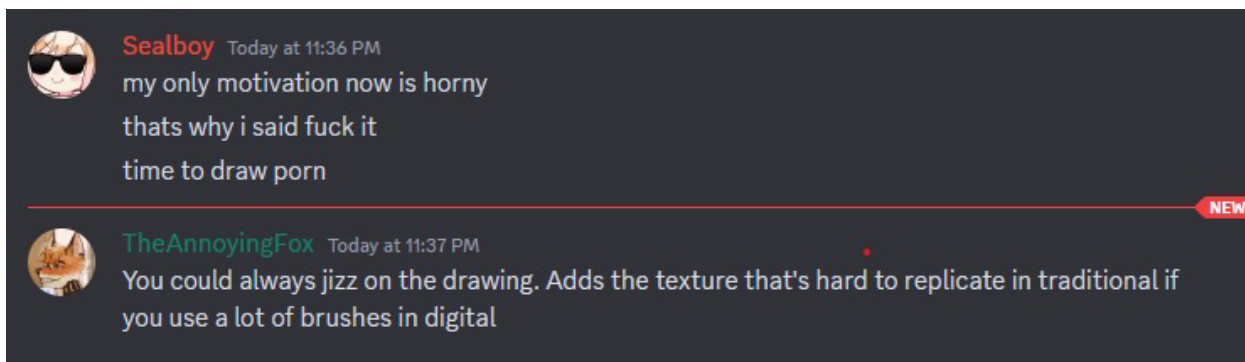 Sealboy Today at 11:36 PM
my only motivation now is horny
thats why i said fuck it
time to draw porn
NEW
TheAnnoyingFox Today at 11:37 PM
You could always jizz on the drawing. Adds the texture that's hard to replicate in traditional if
you use a lot of brushes in digital